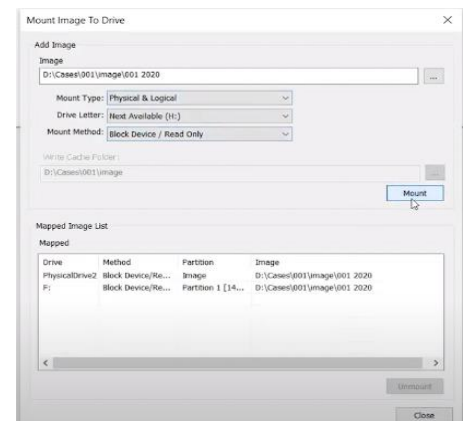 Mount Image To Drive
Add Image
Image
D:\Cases\001\image\001 2020
...
Mount Type: Physical & Logical
Drive Letter: Next Available (H:)
Mount Method: Block Device / Read Only
Write Cache Folder:
D:\Cases\001\image
...
Mount
Mapped Image List
Mapped
Drive Method Partition Image
PhysicalDrive2 Block Device/Re... Image D:\Cases\001\image\001 2020
F: Block Device/Re... Partition 1 [14... D:\Cases\001\image\001 2020
Unmount
Close